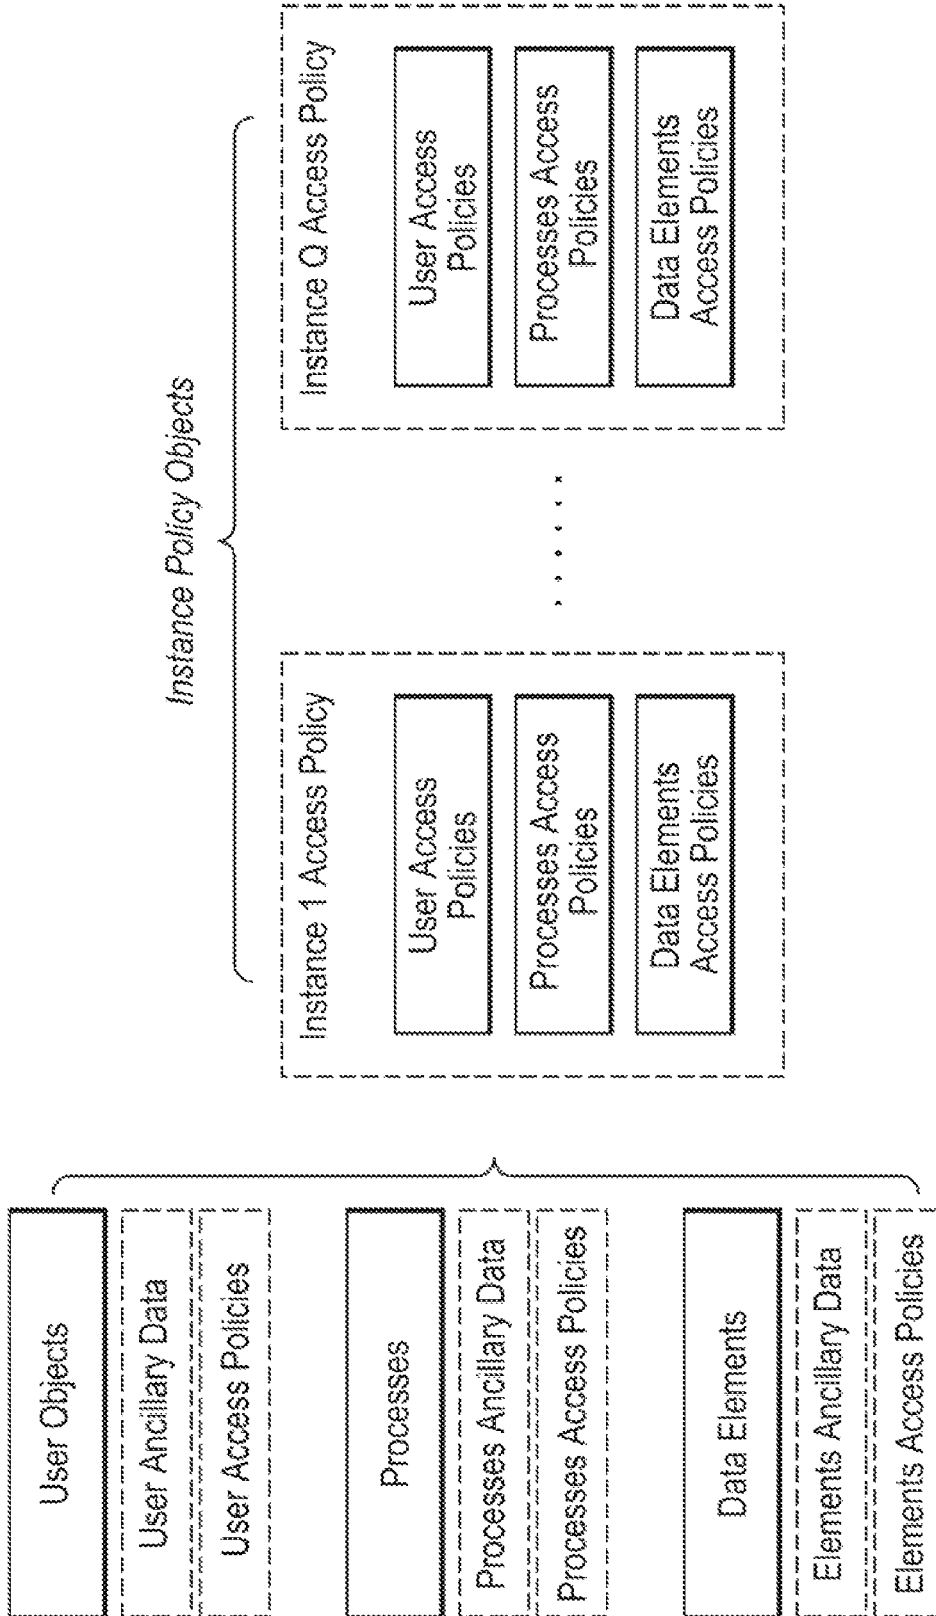 User Objects
User Ancillary Data
User Access Policies
Processes
Processes Ancillary Data
Processes Access Policies
Data Elements
Elements Ancillary Data
Elements Access Policies
Instance Policy Objects
Instance 1 Access Policy
User Access
Policies
Processes Access
Policies
Data Elements
Access Policies
Instance Q Access Policy
User Access
Policies
Processes Access
Policies
Data Elements
Access Policies